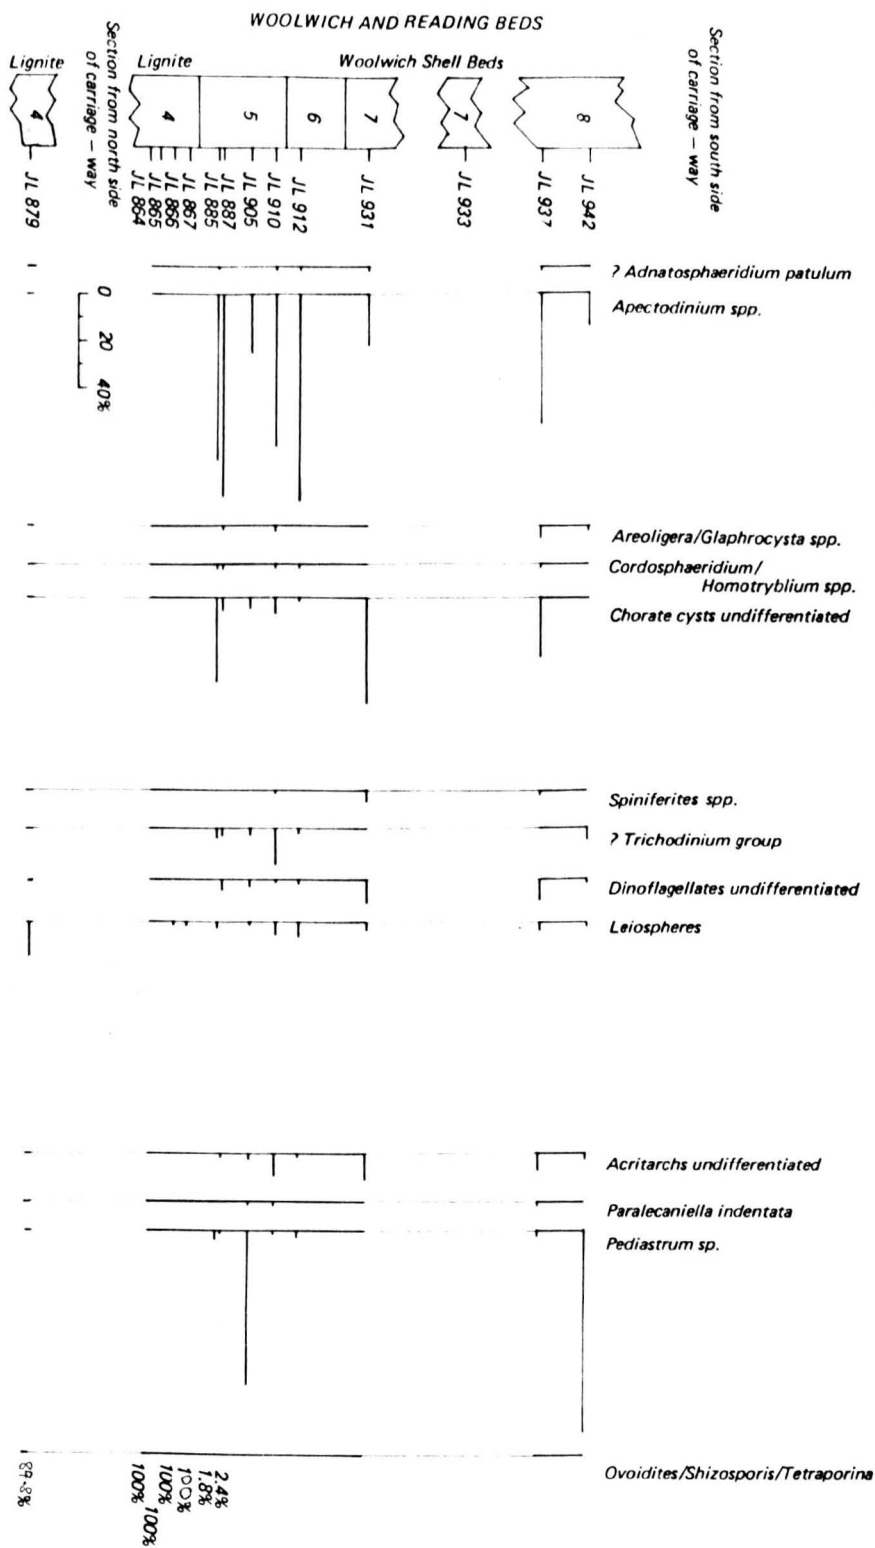 WOOLWICH AND READING BEDS
Section from north side
of carriage – way
Section from south side
of carriage – way
Lignite
Lignite
Woolwich Shell Beds
4
4
5
6
7
7
8
JL 879
JL 864
JL 865
JL 866
JL 867
JL 885
JL 887
JL 905
JL 910
JL 912
JL 931
JL 933
JL 937
JL 942
? Adnatosphaeridium patulum
Apectodinium spp.
0 20 40%
Areoligera/Glaphrocysta spp.
Cordosphaeridium/
Homotryblium spp.
Chorate cysts undifferentiated
Spiniferites spp.
? Trichodinium group
Dinoflagellates undifferentiated
Leiospheres
Acritarchs undifferentiated
Paralecaniella indentata
Pediastrum sp.
Ovoidites/Shizosporis/Tetraporina
89·8%
100%
100%
100%
100%
1.8%
2.4%